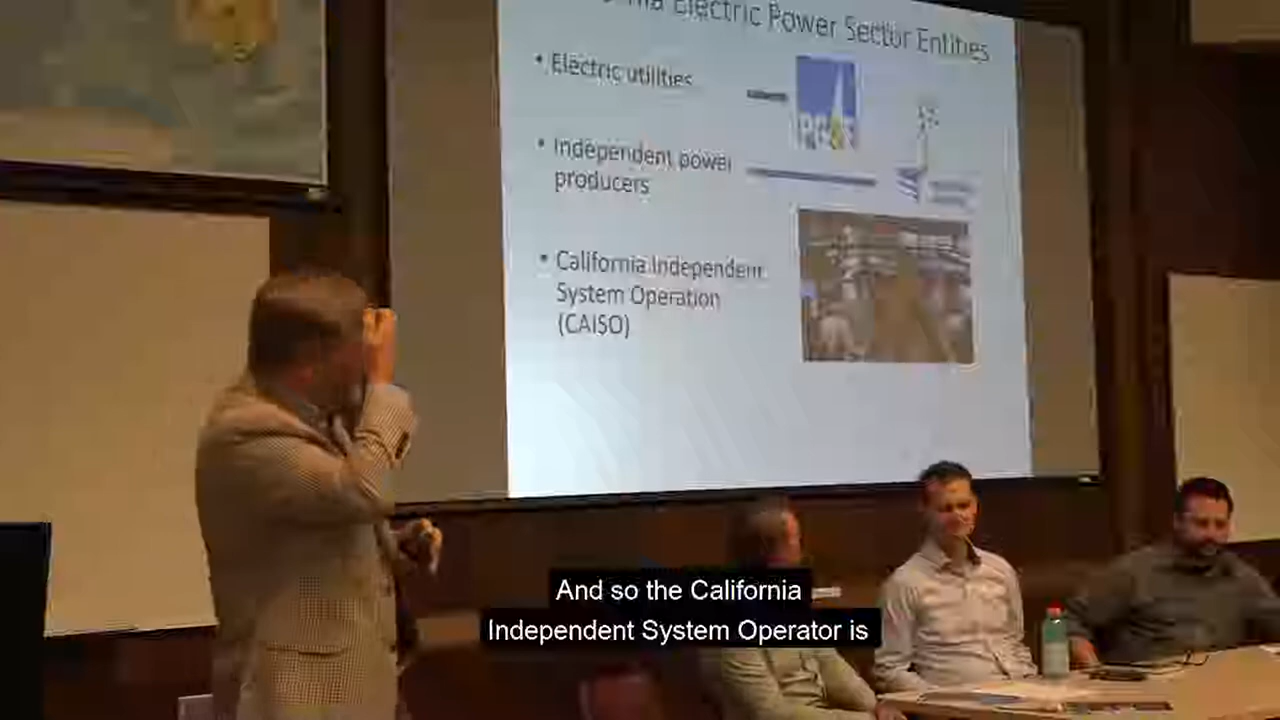 Electric Power Sector Entities
• Electric utilities
PG&E
• Independent power
producers
• California Independent
System Operation
(CAISO)
And so the California
Independent System Operator is